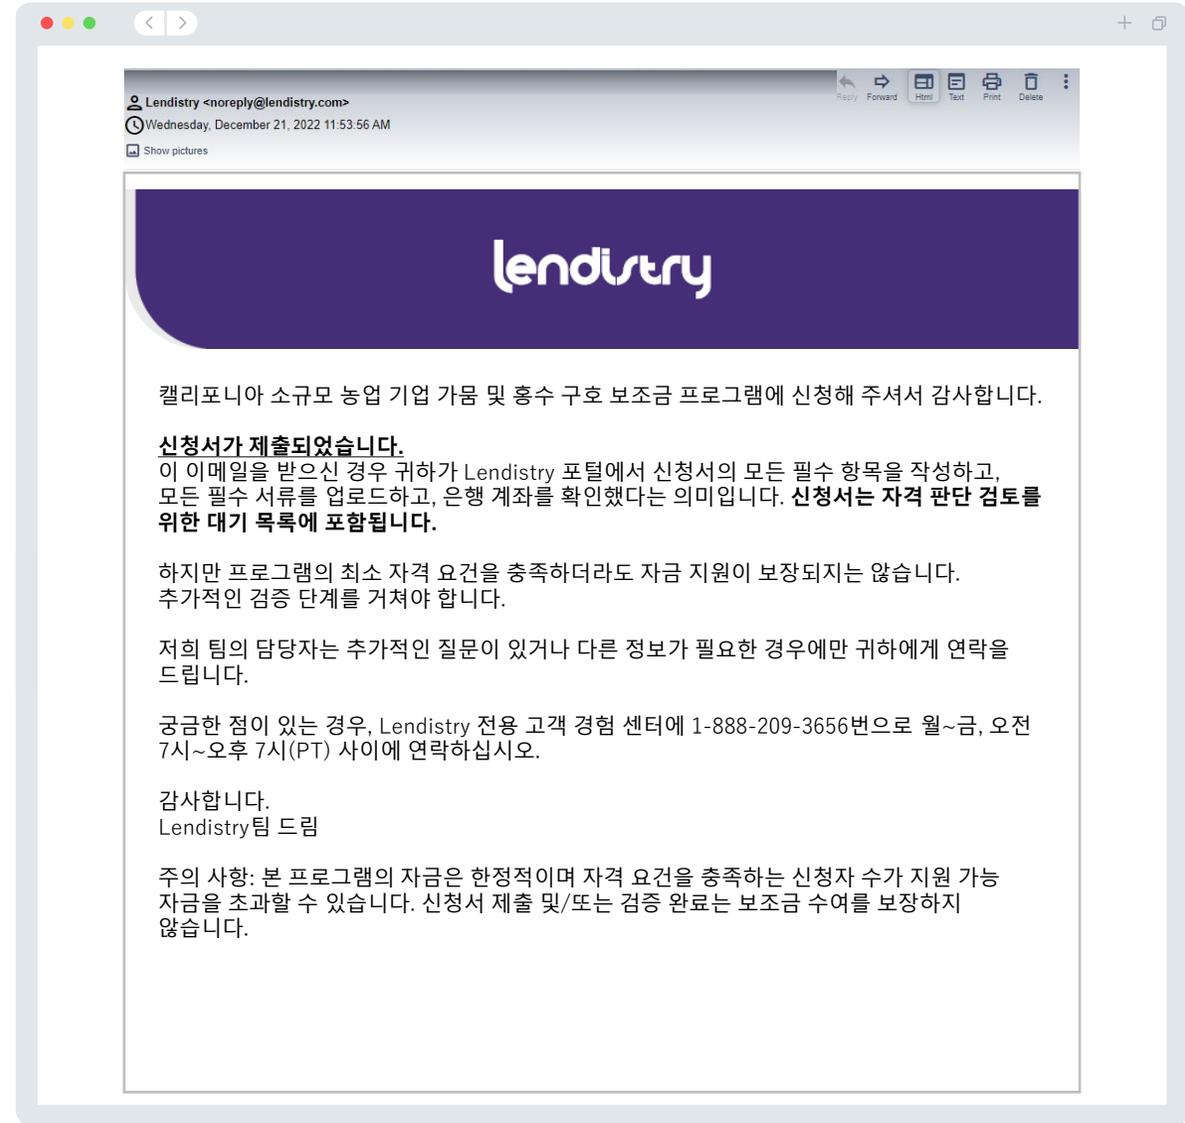 Lendistry <noreply@lendistry.com>
Reply Forward Html Text Print Delete
Wednesday, December 21, 2022 11:53:56 AM
Show pictures
lendistry
캘리포니아 소규모 농업 기업 가뭄 및 홍수 구호 보조금 프로그램에 신청해 주셔서 감사합니다.
신청서가 제출되었습니다.
이 이메일을 받으신 경우 귀하가 Lendistry 포털에서 신청서의 모든 필수 항목을 작성하고,
모든 필수 서류를 업로드하고, 은행 계좌를 확인했다는 의미입니다. 신청서는 자격 판단 검토를
위한 대기 목록에 포함됩니다.
하지만 프로그램의 최소 자격 요건을 충족하더라도 자금 지원이 보장되지는 않습니다.
추가적인 검증 단계를 거쳐야 합니다.
저희 팀의 담당자는 추가적인 질문이 있거나 다른 정보가 필요한 경우에만 귀하에게 연락을
드립니다.
궁금한 점이 있는 경우, Lendistry 전용 고객 경험 센터에 1-888-209-3656번으로 월~금, 오전
7시~오후 7시(PT) 사이에 연락하십시오.
감사합니다.
Lendistry팀 드림
주의 사항: 본 프로그램의 자금은 한정적이며 자격 요건을 충족하는 신청자 수가 지원 가능
자금을 초과할 수 있습니다. 신청서 제출 및/또는 검증 완료는 보조금 수여를 보장하지
않습니다.